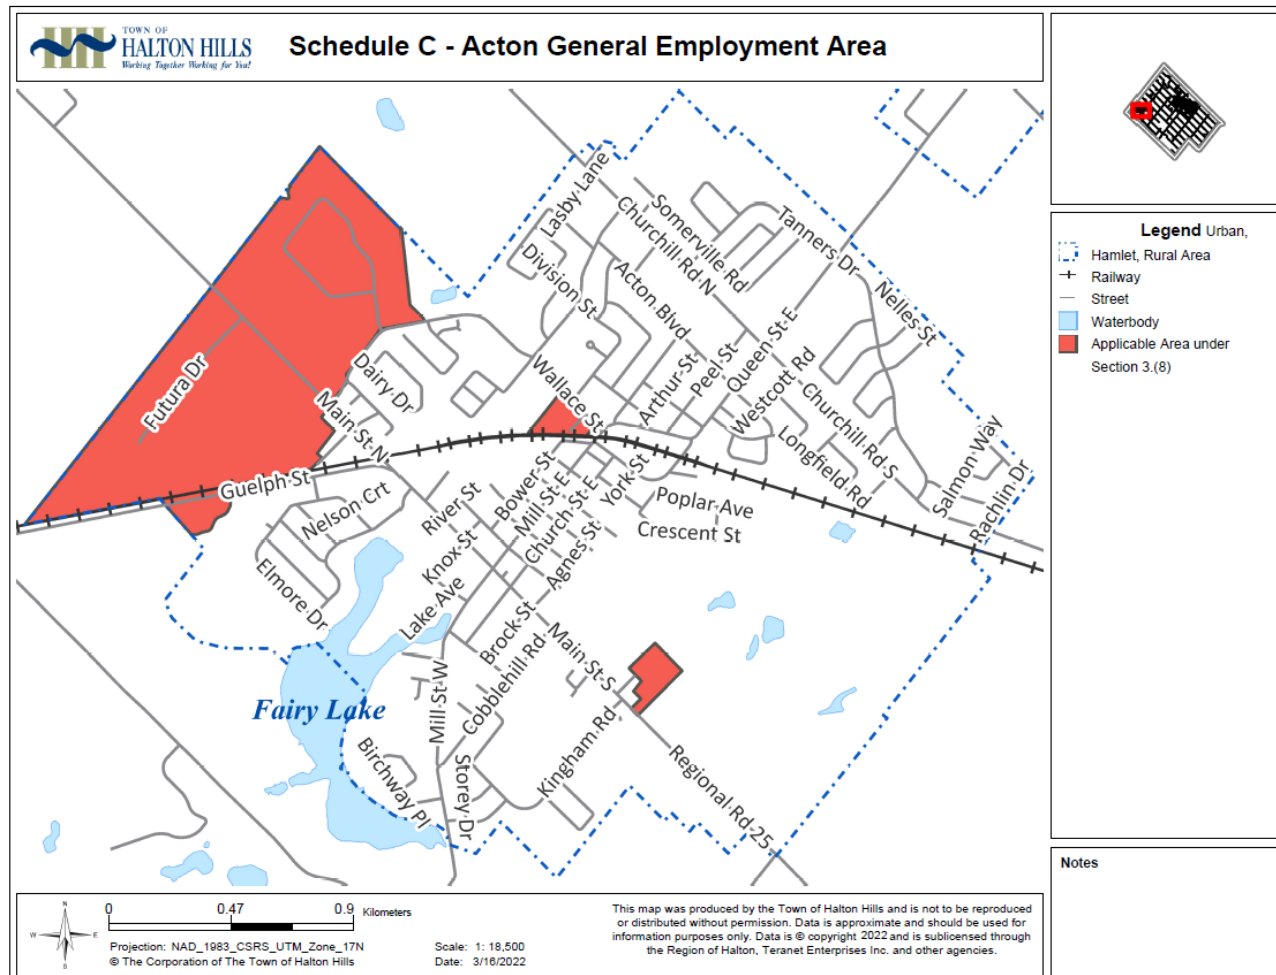 TOWN OF
HALTON HILLS
Working Together Working for You!
Schedule C - Acton General Employment Area
Lasby Lane
Somerville Rd
Churchill Rd N
Tanners Dr
Division St
Acton Blvd
Nelles St
Queen St E
Futura Dr
Dairy Dr
Wallace St
Arthur St
Peel St
Westcott Rd
Main St N
Churchill Rd S
Longfield Rd
Salmon Way
Rachlin Dr
Guelph St
Nelson Crt
River St
Bower St
Mill St E
Church St E
York St
Poplar Ave
Crescent St
Knox St
Agnes St
Elmore Dr
Lake Ave
Brock St
Main St S
Cobblehill Rd
Mill St W
Fairy Lake
Kingham Rd
Birchway Pl
Storey Dr
Regional Rd 25
Legend Urban,
Hamlet, Rural Area
Railway
Street
Waterbody
Applicable Area under
Section 3.(8)
Notes
N
W E
S
0 0.47 0.9 Kilometers
Projection: NAD_1983_CSRS_UTM_Zone_17N
© The Corporation of The Town of Halton Hills
Scale: 1: 18,500
Date: 3/16/2022
This map was produced by the Town of Halton Hills and is not to be reproduced
or distributed without permission. Data is approximate and should be used for
information purposes only. Data is © copyright 2022 and is sublicensed through
the Region of Halton, Teranet Enterprises Inc. and other agencies.